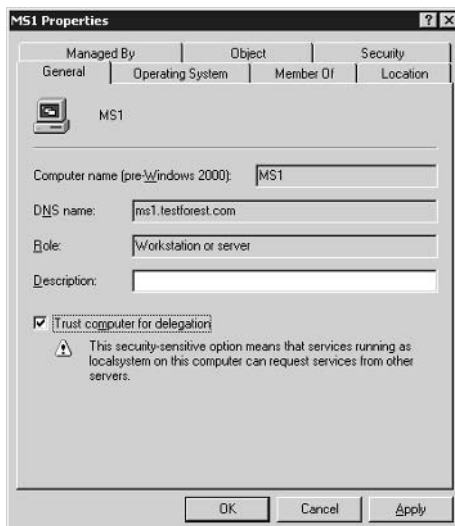 MS1 Properties
Managed By Object Security
General Operating System Member Of Location
MS1
Computer name (pre-Windows 2000): MS1
DNS name: ms1.testforest.com
Role: Workstation or server
Description:
Trust computer for delegation
This security-sensitive option means that services running as
localsystem on this computer can request services from other
servers.
OK Cancel Apply